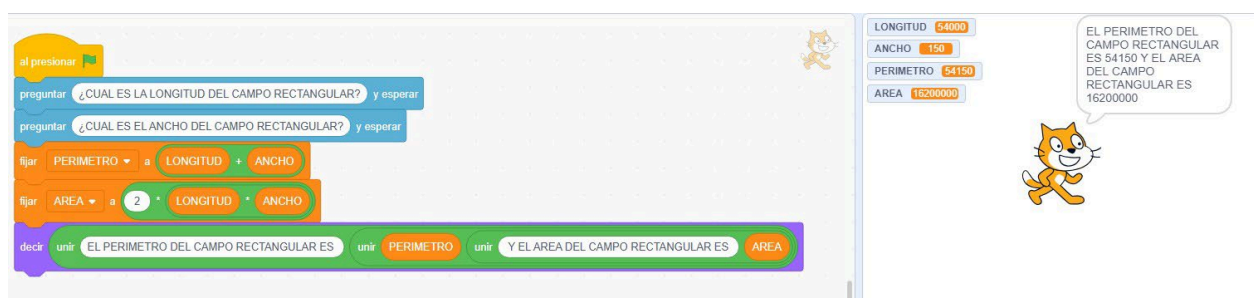 al presionar
preguntar ¿CUAL ES LA LONGITUD DEL CAMPO RECTANGULAR? y esperar
preguntar ¿CUAL ES EL ANCHO DEL CAMPO RECTANGULAR? y esperar
fijar PERIMETRO a LONGITUD + ANCHO
fijar AREA a 2 * LONGITUD * ANCHO
decir unir EL PERIMETRO DEL CAMPO RECTANGULAR ES unir PERIMETRO unir Y EL AREA DEL CAMPO RECTANGULAR ES AREA
LONGITUD 54000
ANCHO 150
PERIMETRO 54150
AREA 16200000
EL PERIMETRO DEL
CAMPO RECTANGULAR
ES 54150 Y EL AREA
DEL CAMPO
RECTANGULAR ES
16200000